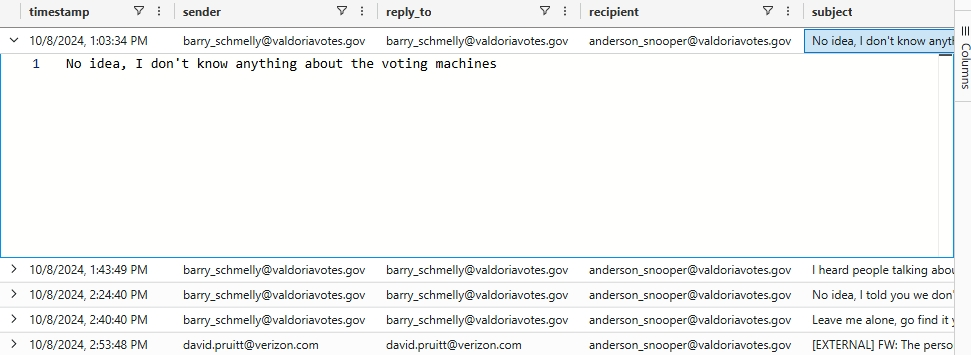 timestamp sender reply_to recipient subject
10/8/2024, 1:03:34 PM barry_schmelly@valdoriavotes.gov barry_schmelly@valdoriavotes.gov anderson_snooper@valdoriavotes.gov No idea, I don't know anyth
1 No idea, I don't know anything about the voting machines
10/8/2024, 1:43:49 PM barry_schmelly@valdoriavotes.gov barry_schmelly@valdoriavotes.gov anderson_snooper@valdoriavotes.gov I heard people talking abou
10/8/2024, 2:24:40 PM barry_schmelly@valdoriavotes.gov barry_schmelly@valdoriavotes.gov anderson_snooper@valdoriavotes.gov No idea, I told you we don'
10/8/2024, 2:40:40 PM barry_schmelly@valdoriavotes.gov barry_schmelly@valdoriavotes.gov anderson_snooper@valdoriavotes.gov Leave me alone, go find it y
10/8/2024, 2:53:48 PM david.pruitt@verizon.com david.pruitt@verizon.com anderson_snooper@valdoriavotes.gov [EXTERNAL] FW: The perso
Columns